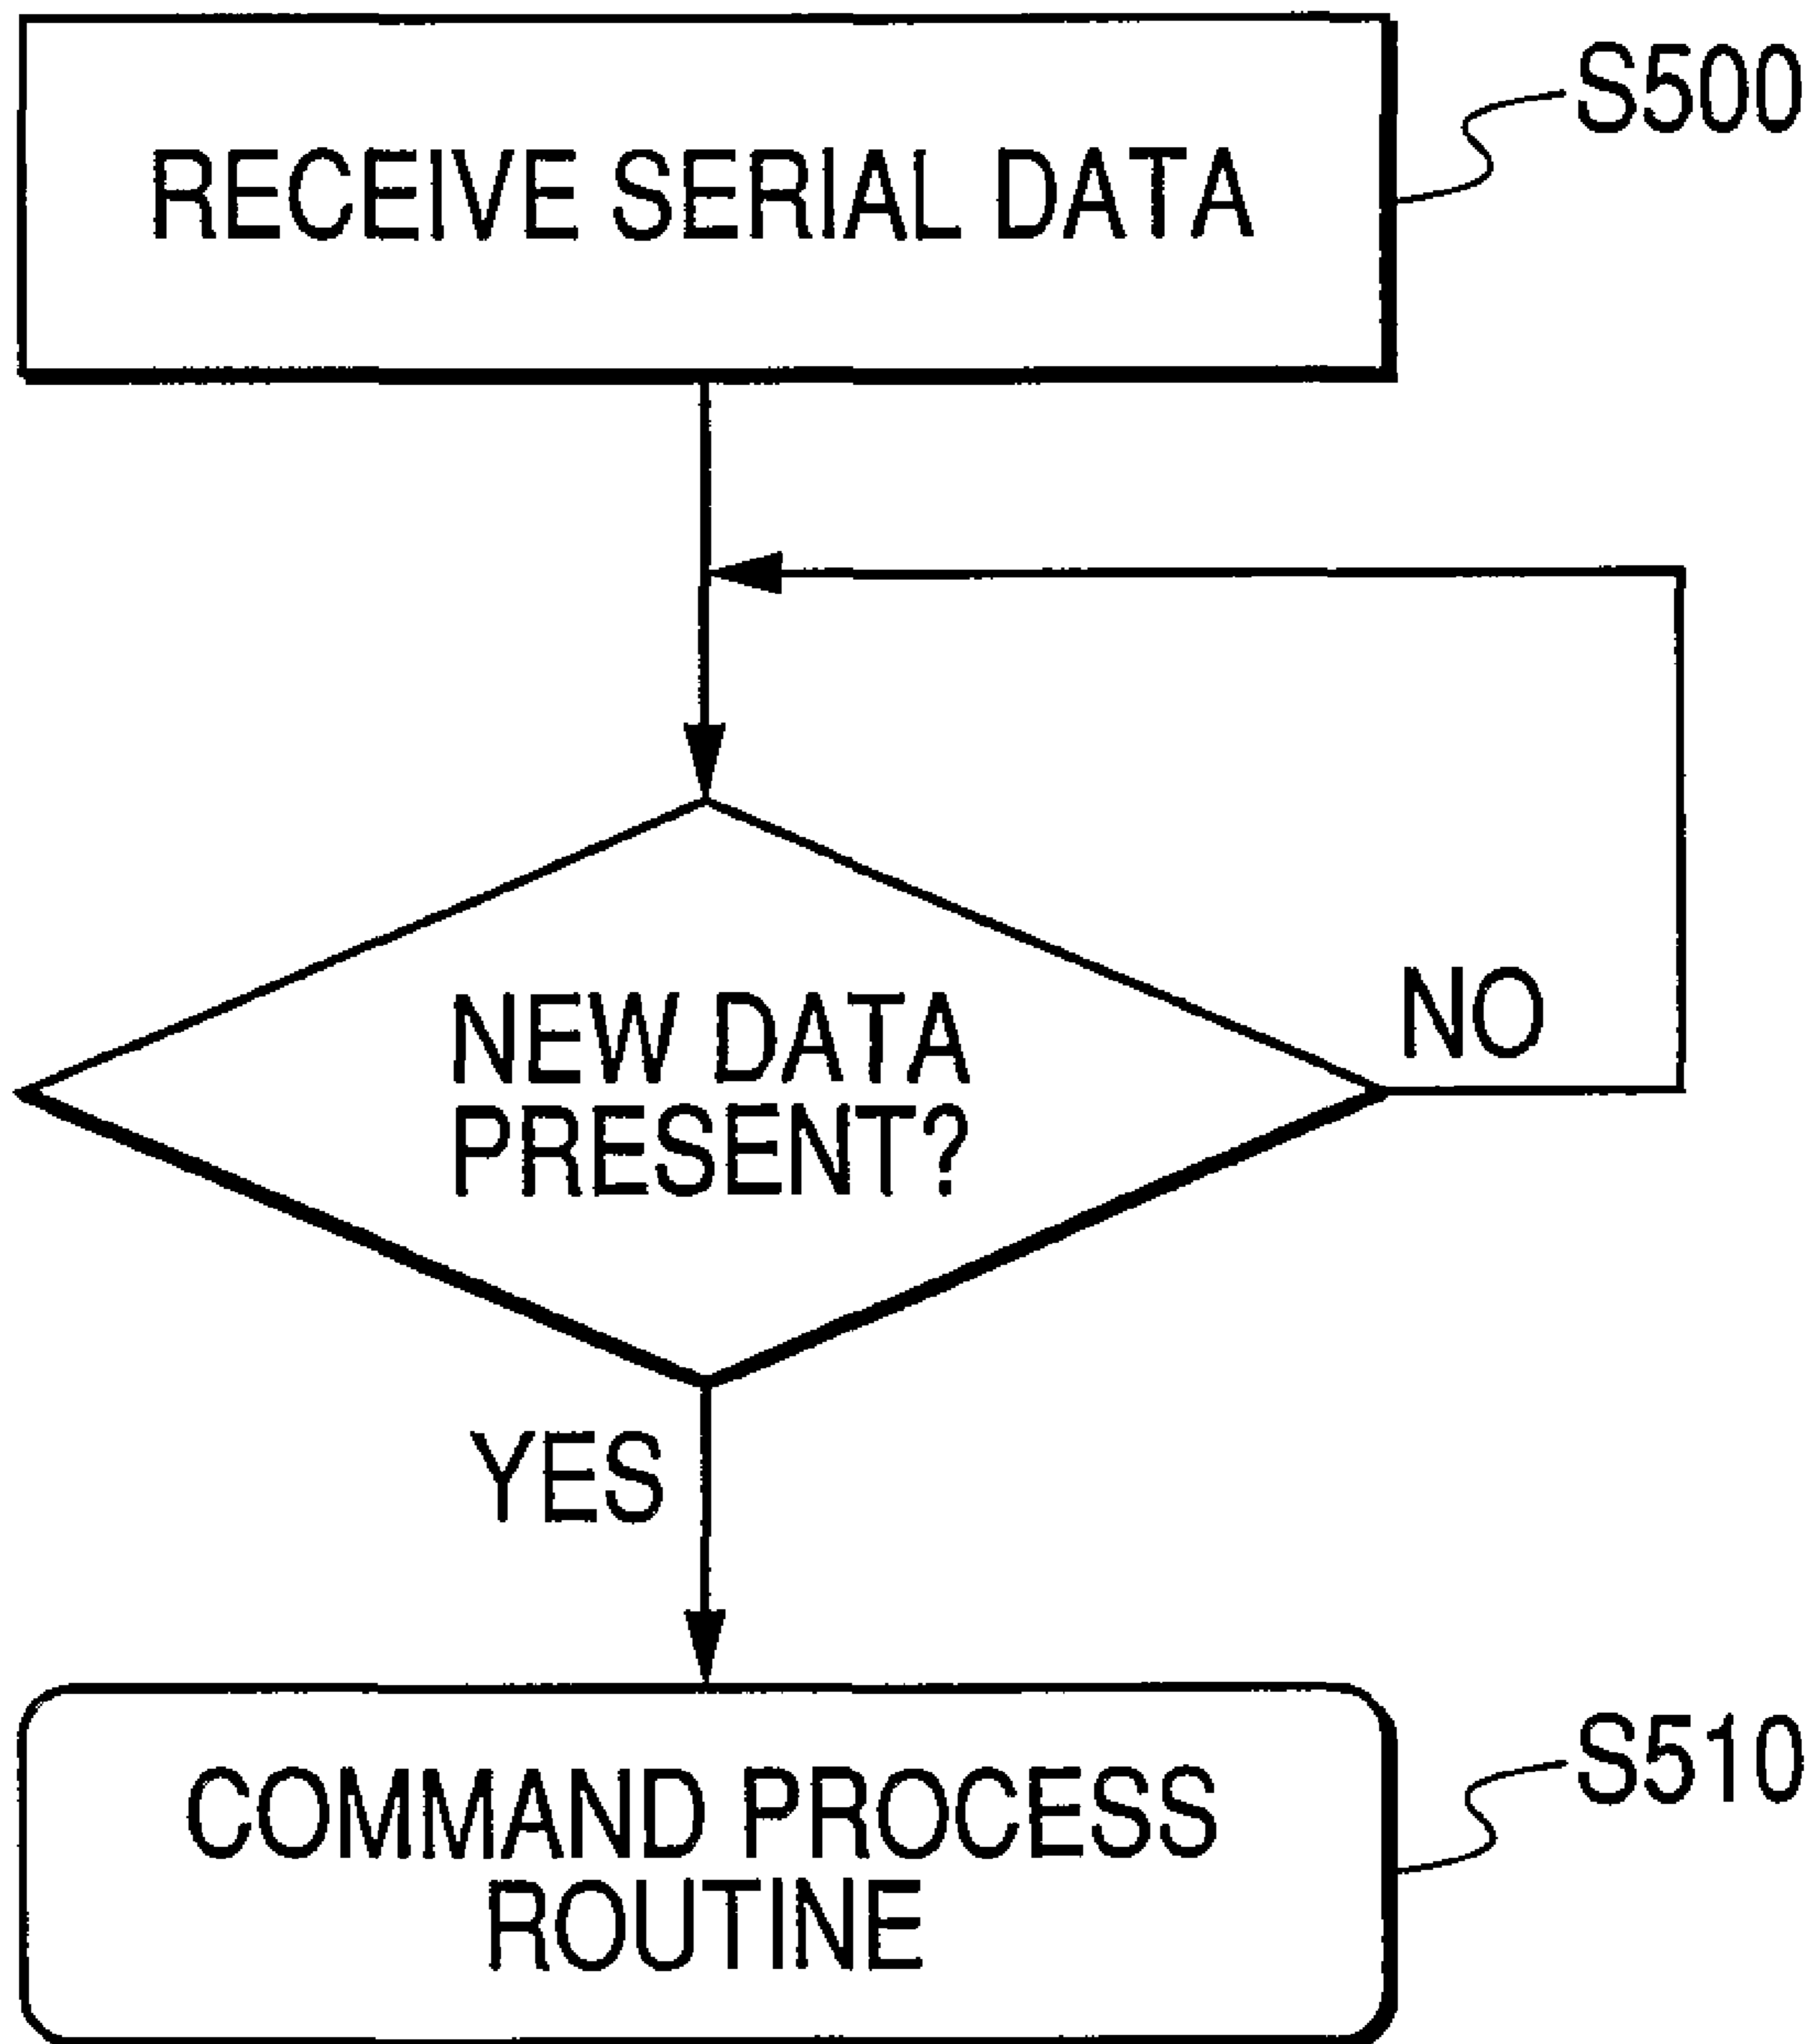 RECEIVE SERIAL DATA
S500
NEW DATA
PRESENT?
NO
YES
COMMAND PROCESS
ROUTINE
S510